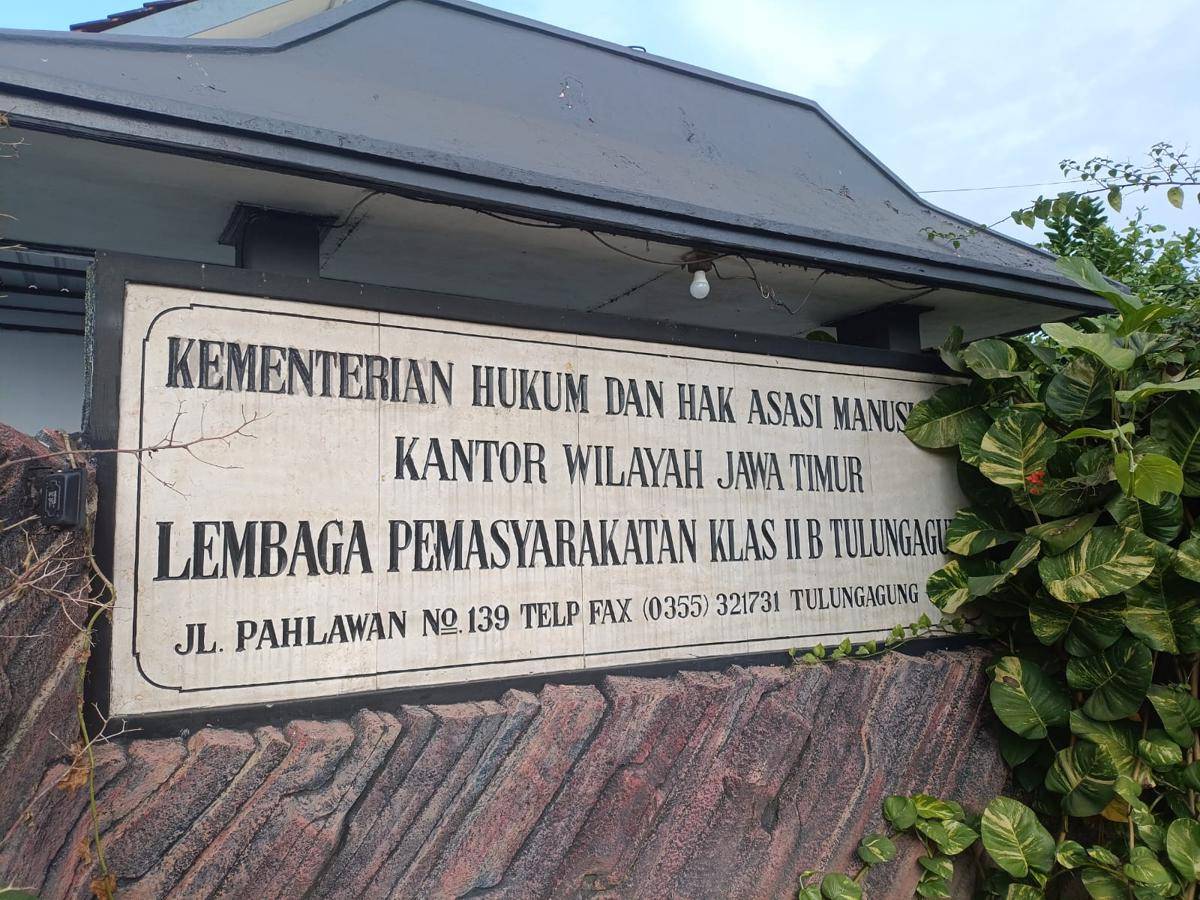 KEMENTERIAN HUKUM DAN HAK ASASI MANUS
KANTOR WILAYAH JAWA TIMUR
LEMBAGA PEMASYARAKATAN KLAS II B TULUNGAGU
JL. PAHLAWAN No. 139 TELP FAX (0355) 321731 TULUNGAGUNG